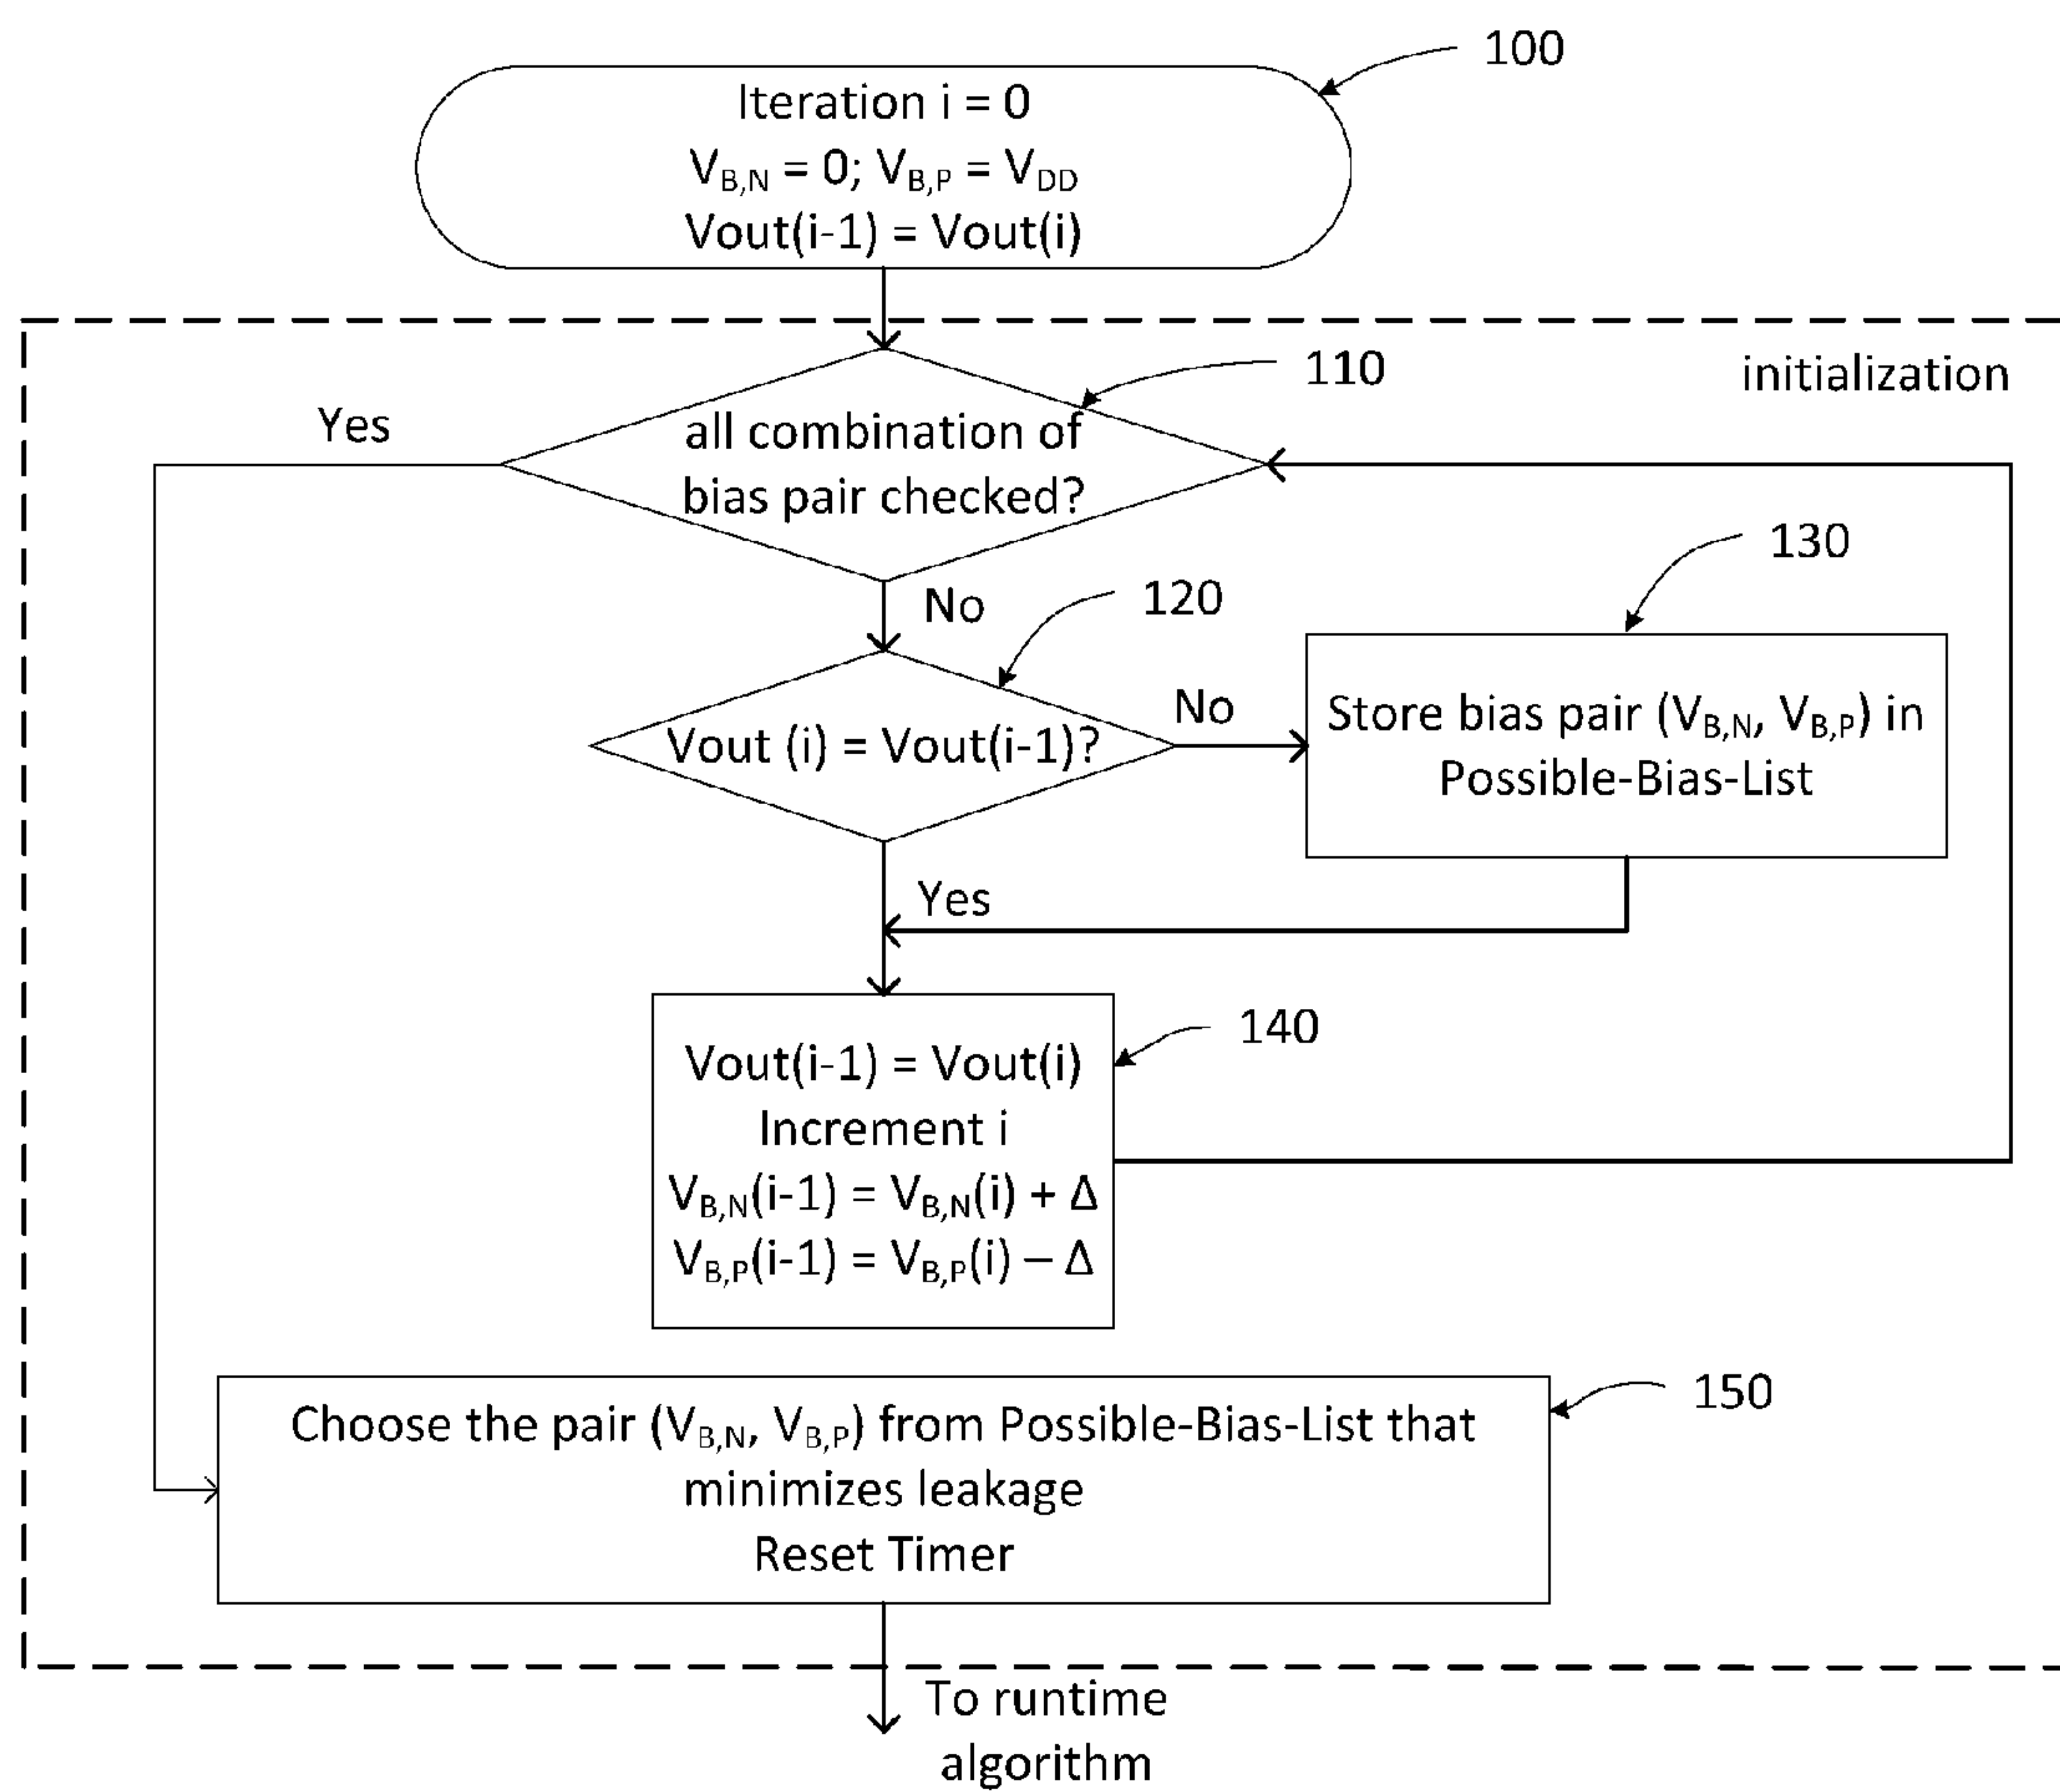 100
Iteration i = 0
V_B,N = 0; V_B,P = V_DD
Vout(i-1) = Vout(i)
initialization
110
Yes
all combination of
bias pair checked?
No
120
130
Vout (i) = Vout(i-1)?
No
Store bias pair (V_B,N, V_B,P) in
Possible-Bias-List
Yes
140
Vout(i-1) = Vout(i)
Increment i
V_B,N(i-1) = V_B,N(i) + Δ
V_B,P(i-1) = V_B,P(i) – Δ
150
Choose the pair (V_B,N, V_B,P) from Possible-Bias-List that
minimizes leakage
Reset Timer
To runtime
algorithm